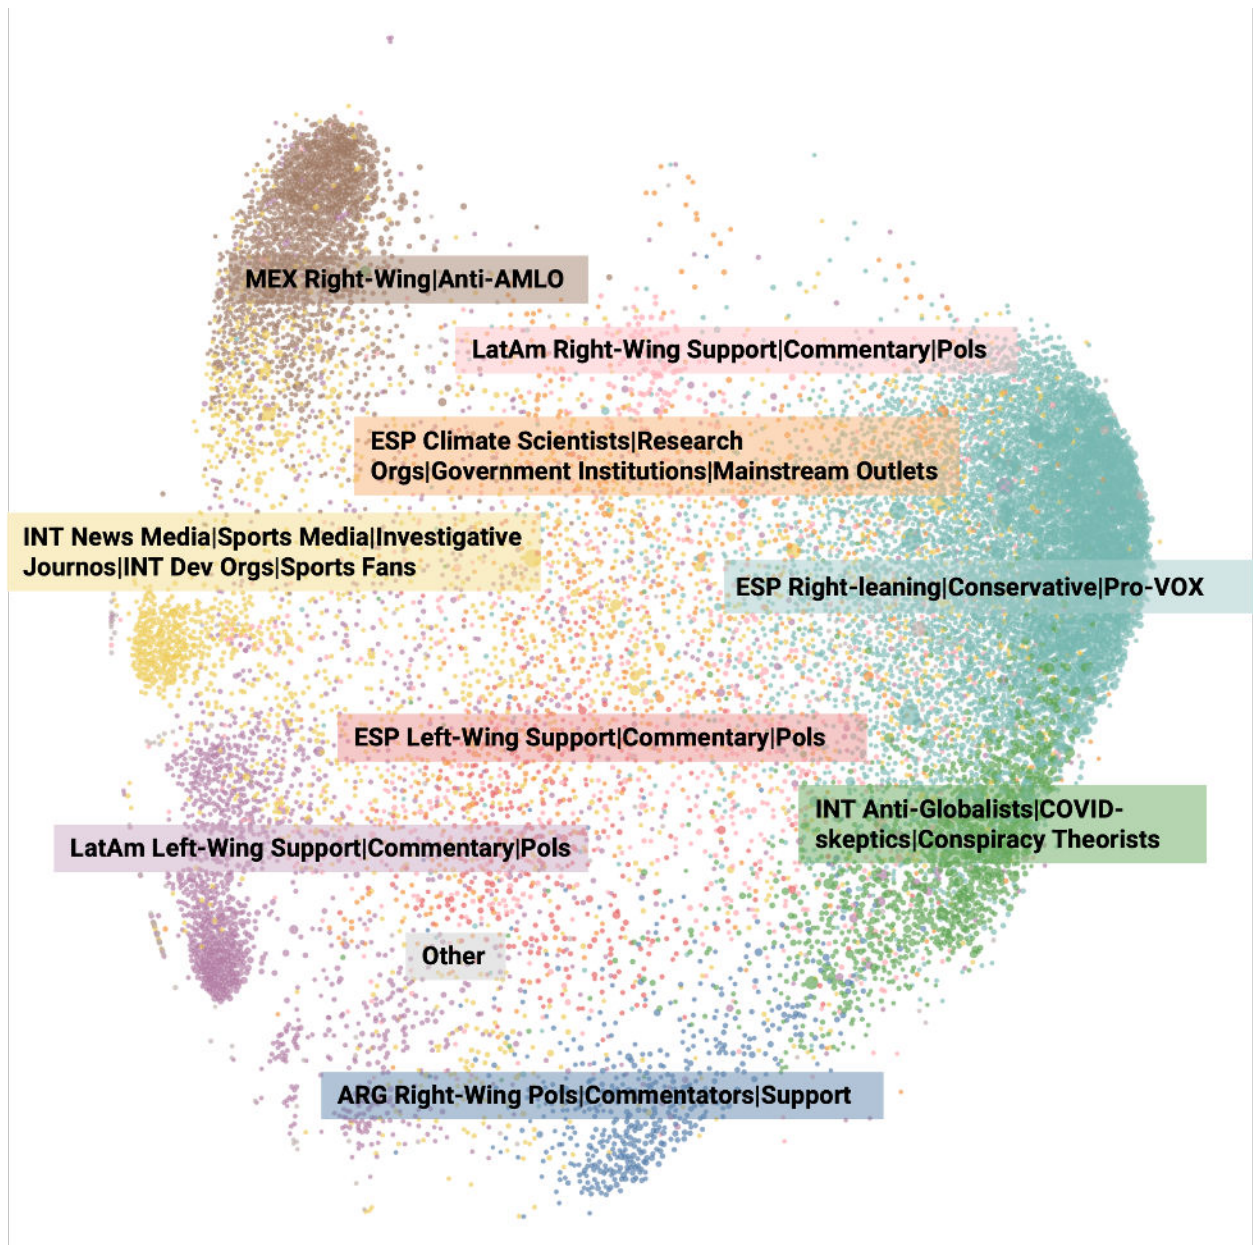 MEX Right-Wing|Anti-AMLO
LatAm Right-Wing Support|Commentary|Pols
ESP Climate Scientists|Research
Orgs|Government Institutions|Mainstream Outlets
INT News Media|Sports Media|Investigative
Journos|INT Dev Orgs|Sports Fans
ESP Right-leaning|Conservative|Pro-VOX
ESP Left-Wing Support|Commentary|Pols
INT Anti-Globalists|COVID-
skeptics|Conspiracy Theorists
LatAm Left-Wing Support|Commentary|Pols
Other
ARG Right-Wing Pols|Commentators|Support